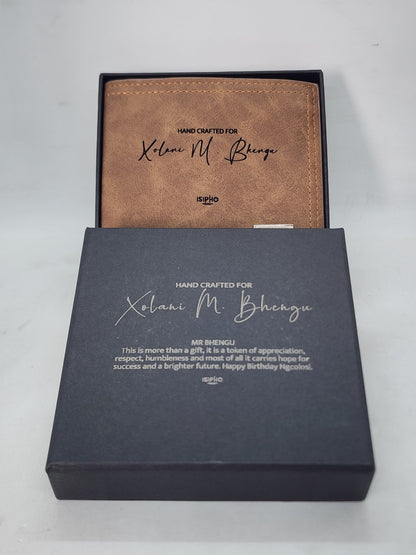 HAND CRAFTED FOR
Xolani M Bhengu
ISIPHO
HAND CRAFTED FOR
Xolani M. Bhengu
MR BHENGU
This is more than a gift, it is a token of appreciation,
respect, humbleness and most of all it carries hope for
success and a brighter future. Happy Birthday Ngcolosi.
ISIPHO